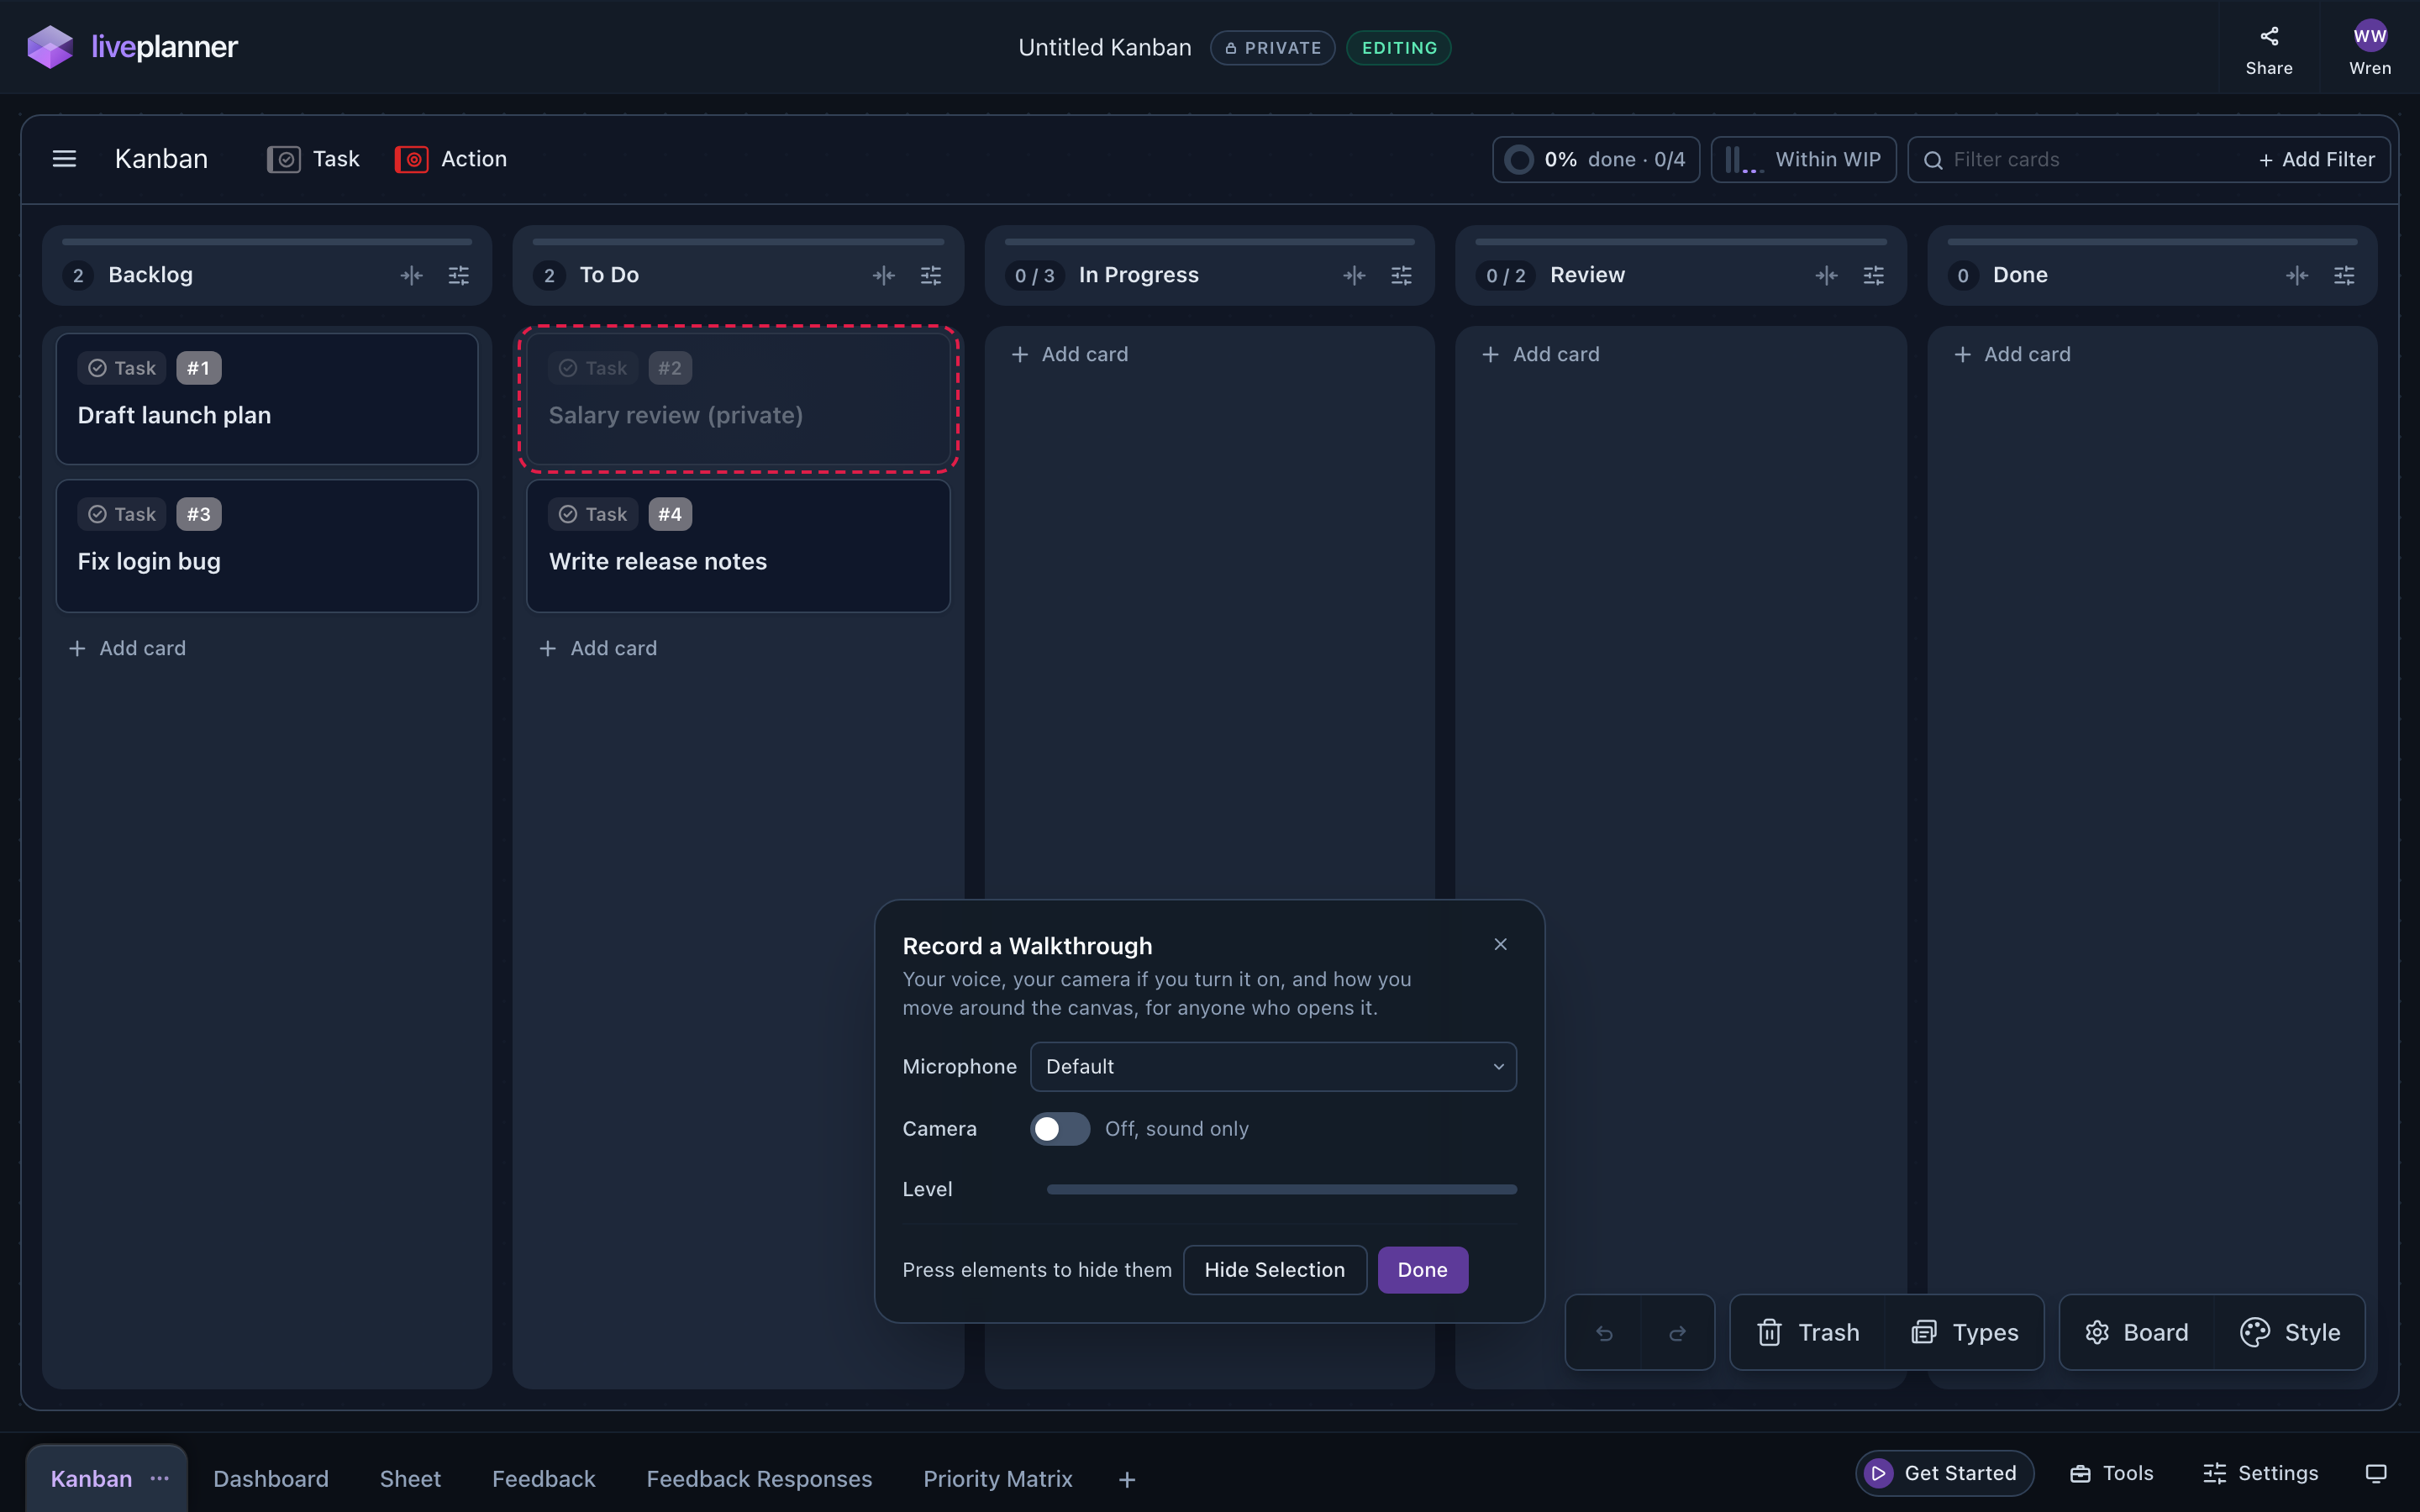 liveplanner
Untitled Kanban
PRIVATE
EDITING
Share
WW
Wren
Kanban
Task
Action
0% done · 0/4
Within WIP
Filter cards
+ Add Filter
2 Backlog
2 To Do
0 / 3 In Progress
0 / 2 Review
0 Done
Task #1
Draft launch plan
Task #3
Fix login bug
+ Add card
Task #2
Salary review (private)
Task #4
Write release notes
+ Add card
+ Add card
+ Add card
+ Add card
Record a Walkthrough
Your voice, your camera if you turn it on, and how you
move around the canvas, for anyone who opens it.
Microphone Default
Camera Off, sound only
Level
Press elements to hide them Hide Selection Done
Trash
Types
Board
Style
Kanban ··· Dashboard Sheet Feedback Feedback Responses Priority Matrix +
Get Started
Tools
Settings